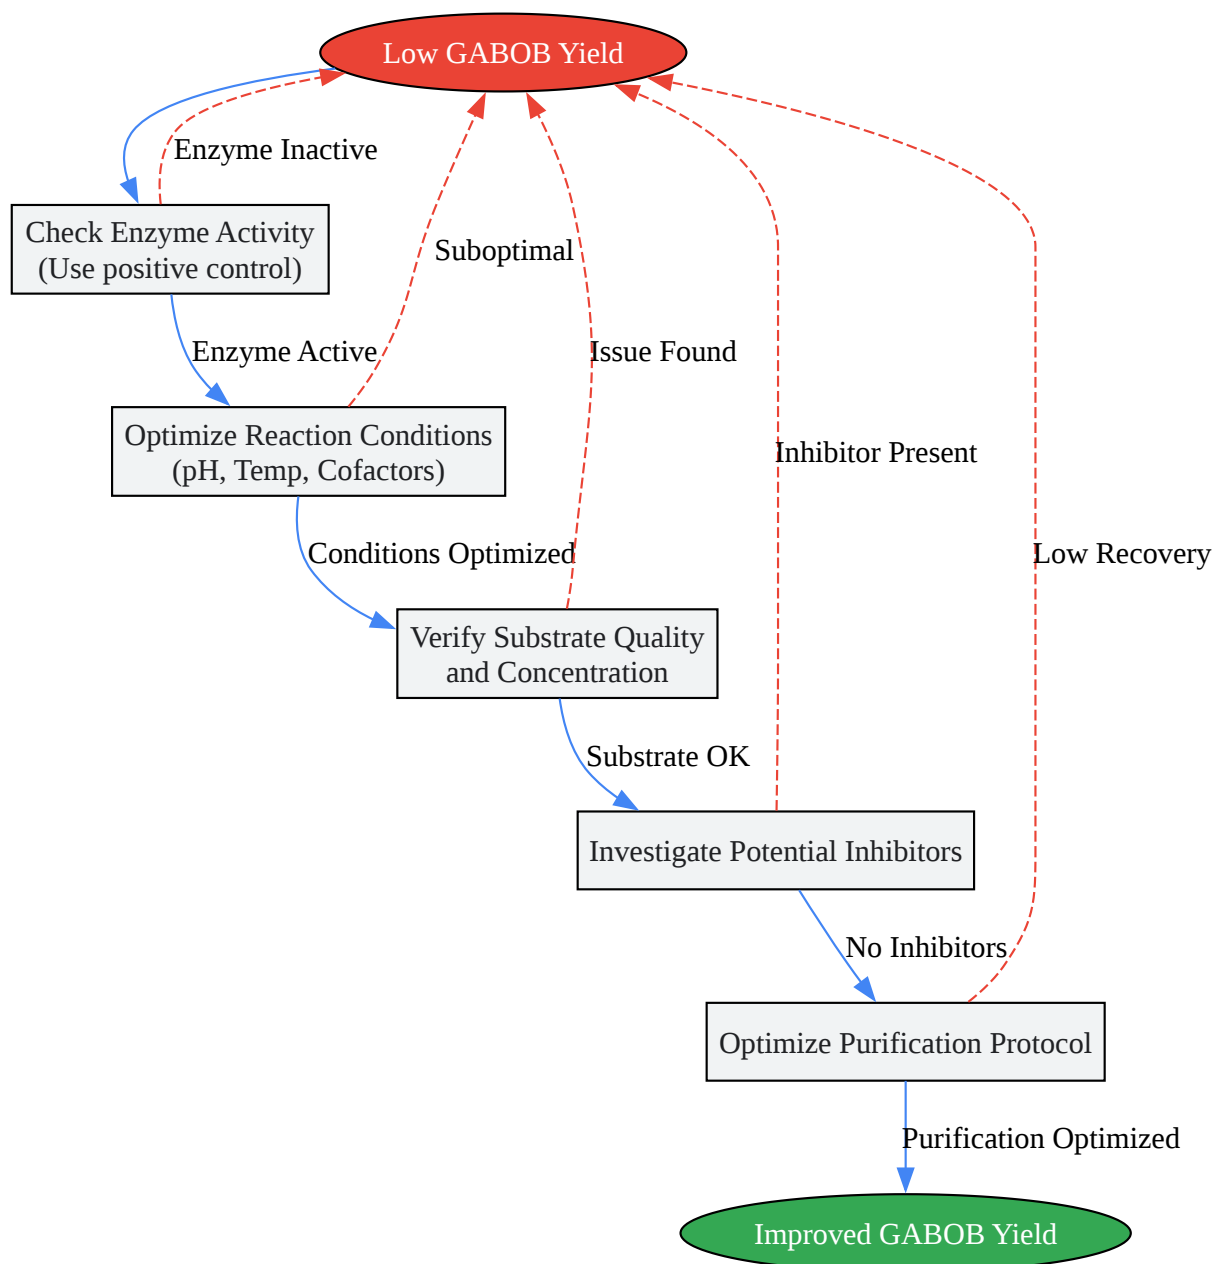 Low GABOB Yield
Enzyme Inactive
Check Enzyme Activity
(Use positive control)
Suboptimal
Enzyme Active
Issue Found
Optimize Reaction Conditions
(pH, Temp, Cofactors)
Inhibitor Present
Conditions Optimized
Low Recovery
Verify Substrate Quality
and Concentration
Substrate OK
Investigate Potential Inhibitors
No Inhibitors
Optimize Purification Protocol
Purification Optimized
Improved GABOB Yield